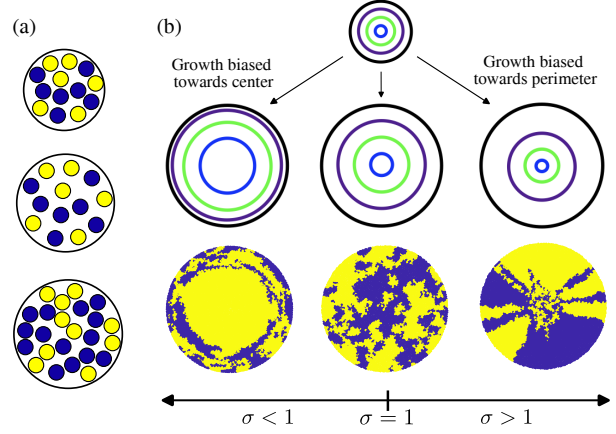 (a)
(b)
Growth biased
towards center
Growth biased
towards perimeter
σ < 1
σ = 1
σ > 1